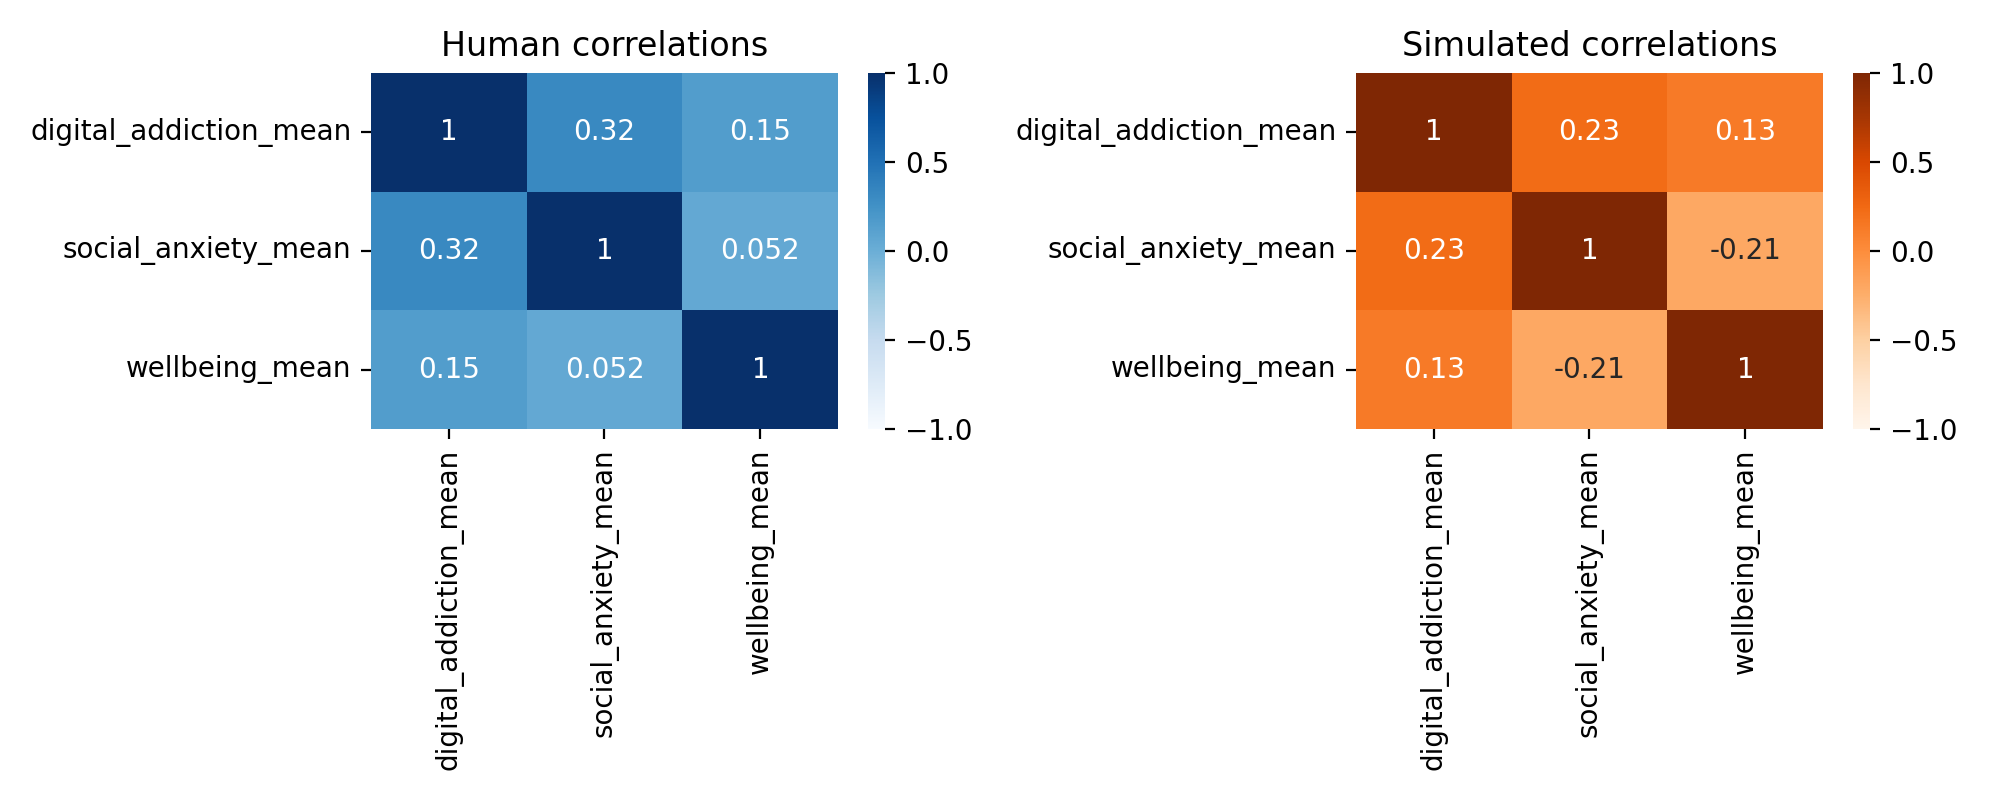 Human correlations
digital_addiction_mean 1 0.32 0.15
social_anxiety_mean 0.32 1 0.052
wellbeing_mean 0.15 0.052 1
digital_addiction_mean
social_anxiety_mean
wellbeing_mean
1.0
0.5
0.0
−0.5
−1.0
Simulated correlations
digital_addiction_mean 1 0.23 0.13
social_anxiety_mean 0.23 1 -0.21
wellbeing_mean 0.13 -0.21 1
digital_addiction_mean
social_anxiety_mean
wellbeing_mean
1.0
0.5
0.0
−0.5
−1.0